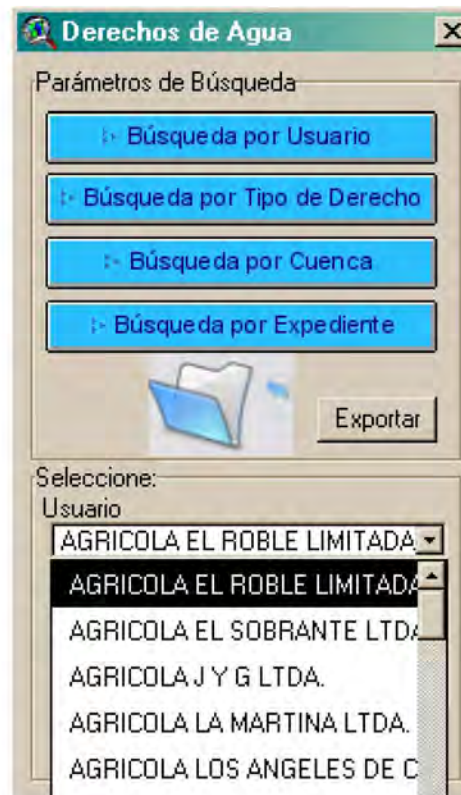 Derechos de Agua
Parámetros de Búsqueda
Búsqueda por Usuario
Búsqueda por Tipo de Derecho
Búsqueda por Cuenca
Búsqueda por Expediente
Exportar
Seleccione:
Usuario
AGRICOLA EL ROBLE LIMITADA
AGRICOLA EL ROBLE LIMITADA
AGRICOLA EL SOBRANTE LTDA
AGRICOLA J Y G LTDA.
AGRICOLA LA MARTINA LTDA.
AGRICOLA LOS ANGELES DE C